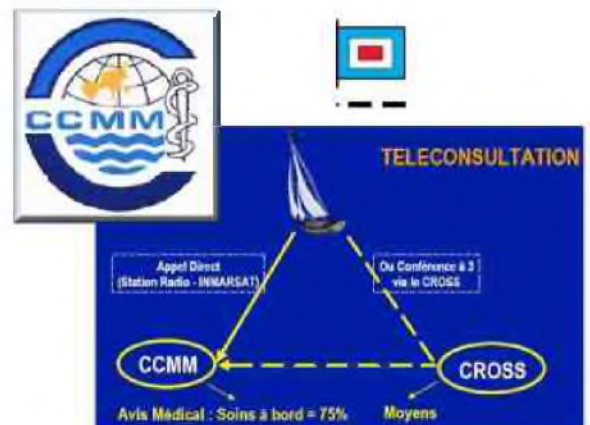 CCMM
TELECONSULTATION
Appel Direct
(Station Radio - INMARSAT)
Ou Conférence à 3
via le CROSS
CCMM
CROSS
Avis Médical : Soins à bord = 75%
Moyens